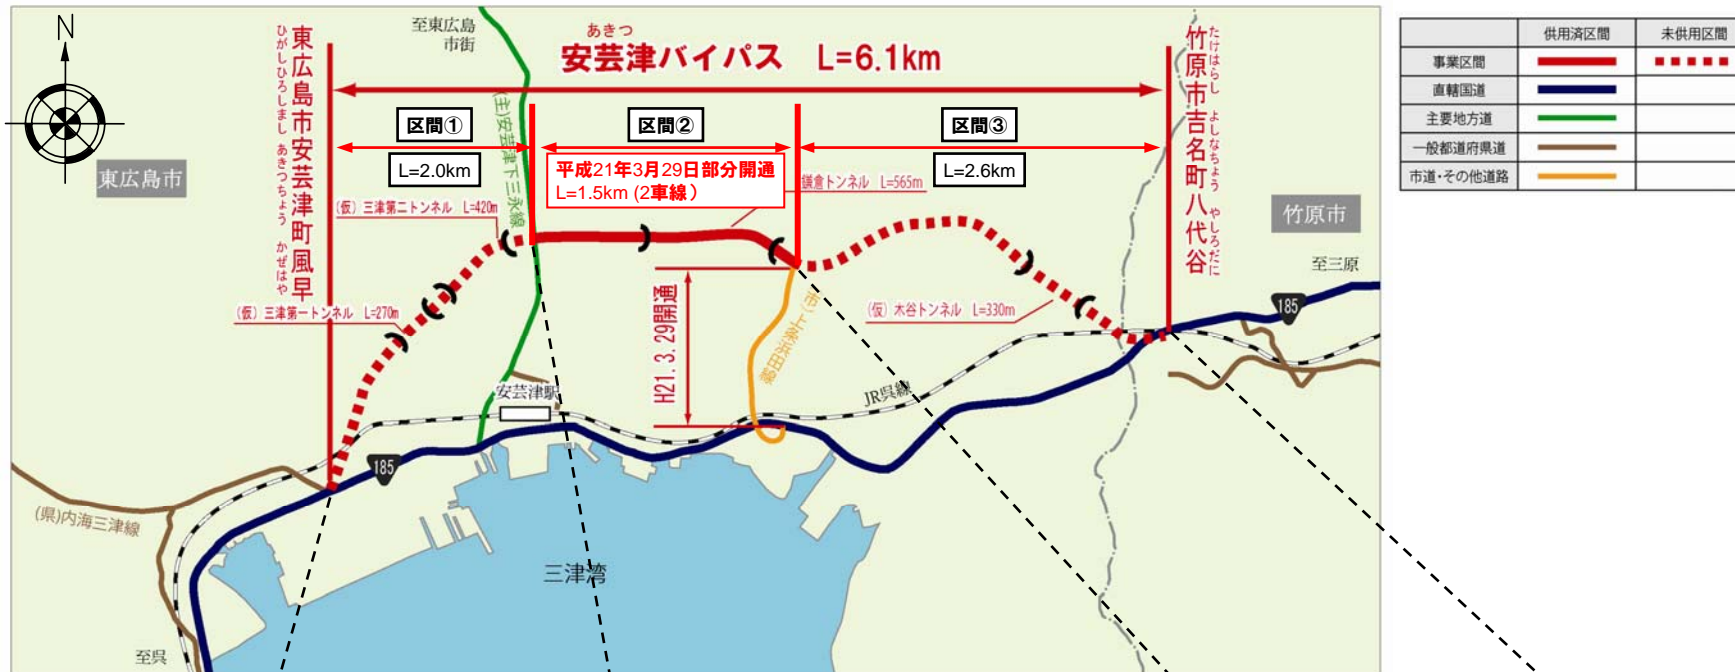 N
至東広島
市街
あきつ
安芸津バイパス L=6.1km
東広島市安芸津町風早
ひがしひろしまし あきつちょう かざはや
竹原市吉名町八代谷
たけはらし よしなちょう やしろだに
区間①
区間②
区間③
L=2.0km
平成21年3月29日部分開通
L=1.5km (2車線)
L=2.6km
(主)安芸津下三永線
東広島市
竹原市
鎌倉トンネル L=565m
(仮) 三津第二トンネル L=420m
(仮) 三津第一トンネル L=270m
(仮) 木谷トンネル L=330m
至三原
185
H21.3.29開通
市)上条浜田線
安芸津駅
JR呉線
185
(県)内海三津線
三津湾
至呉
供用済区間 未供用区間
事業区間
直轄国道
主要地方道
一般都道府県道
市道・その他道路